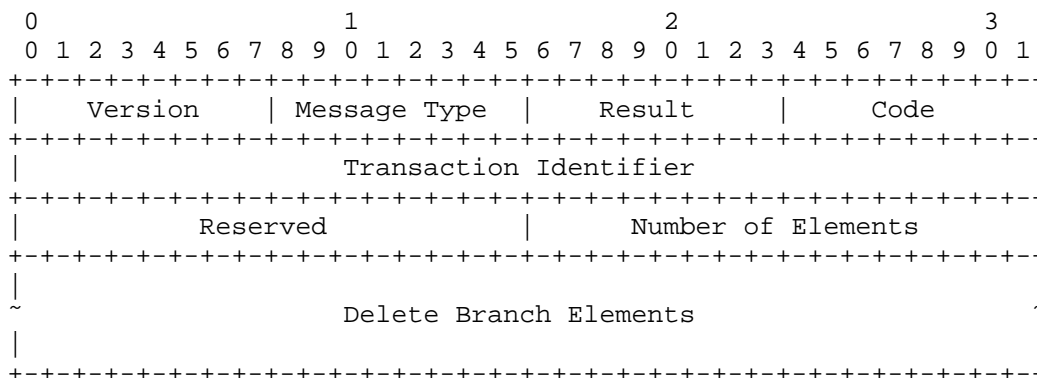 0                   1                   2                   3
 0 1 2 3 4 5 6 7 8 9 0 1 2 3 4 5 6 7 8 9 0 1 2 3 4 5 6 7 8 9 0 1
+-+-+-+-+-+-+-+-+-+-+-+-+-+-+-+-+-+-+-+-+-+-+-+-+-+-+-+-+-+-+-+-
|    Version    | Message Type  |    Result     |     Code
+-+-+-+-+-+-+-+-+-+-+-+-+-+-+-+-+-+-+-+-+-+-+-+-+-+-+-+-+-+-+-+-
|                    Transaction Identifier
+-+-+-+-+-+-+-+-+-+-+-+-+-+-+-+-+-+-+-+-+-+-+-+-+-+-+-+-+-+-+-+-
|           Reserved            |      Number of Elements
+-+-+-+-+-+-+-+-+-+-+-+-+-+-+-+-+-+-+-+-+-+-+-+-+-+-+-+-+-+-+-+-
|
~                    Delete Branch Elements                     ~
|
+-+-+-+-+-+-+-+-+-+-+-+-+-+-+-+-+-+-+-+-+-+-+-+-+-+-+-+-+-+-+-+-